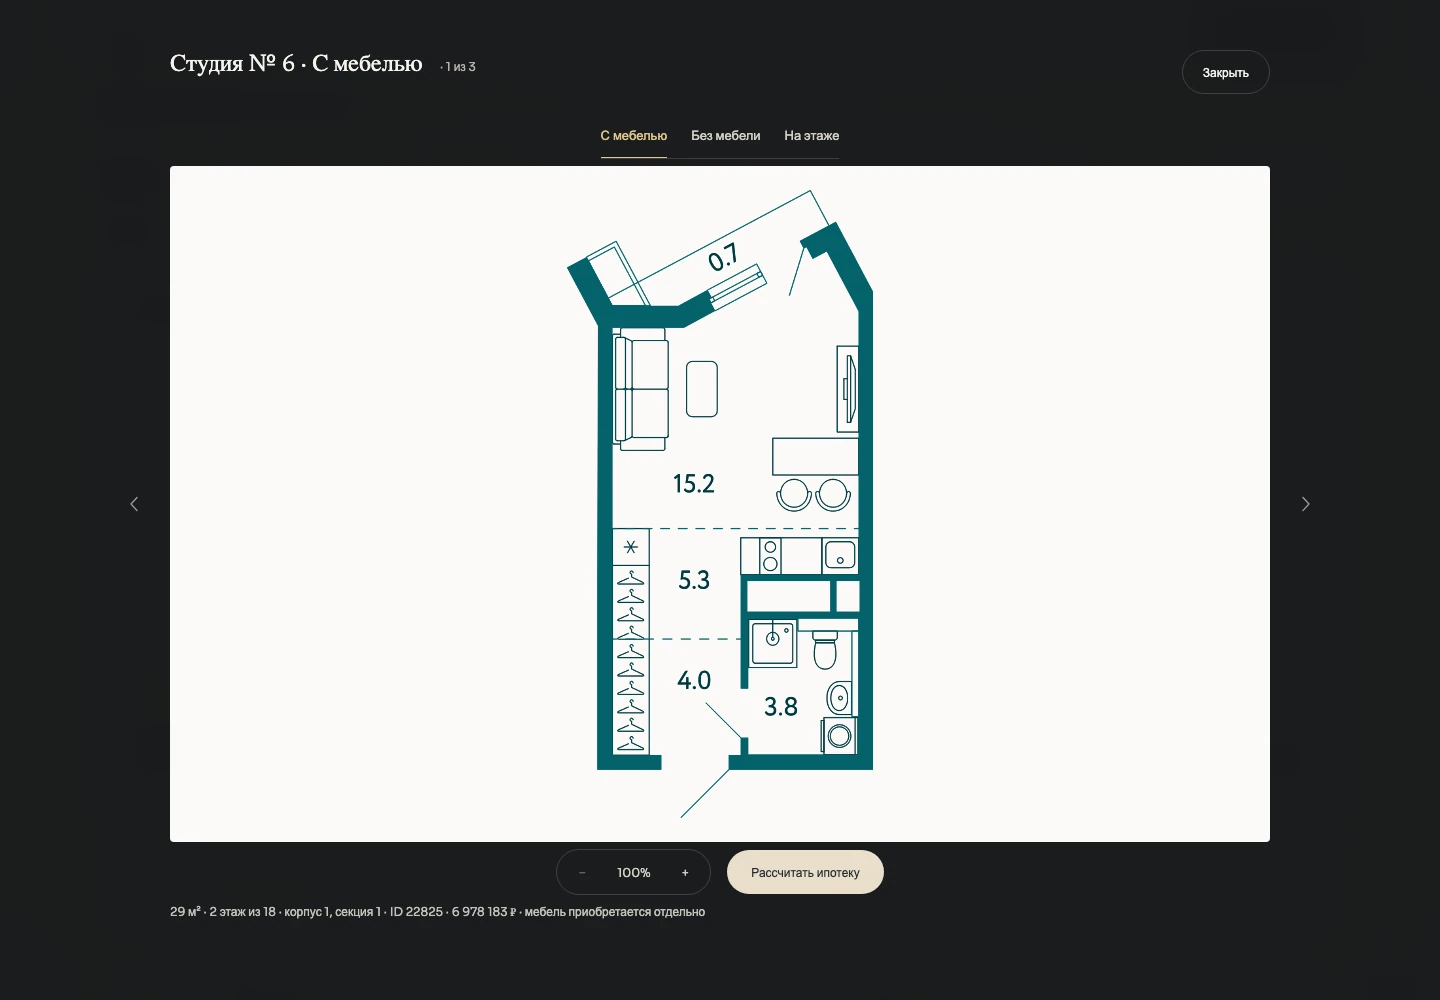 Студия № 6 · С мебелью · 1 из 3
Закрыть
С мебелью Без мебели На этаже
0.7
15.2
5.3
4.0
3.8
− 100% +
Рассчитать ипотеку
29 м² · 2 этаж из 18 · корпус 1, секция 1 · ID 22825 · 6 978 183 ₽ · мебель приобретается отдельно